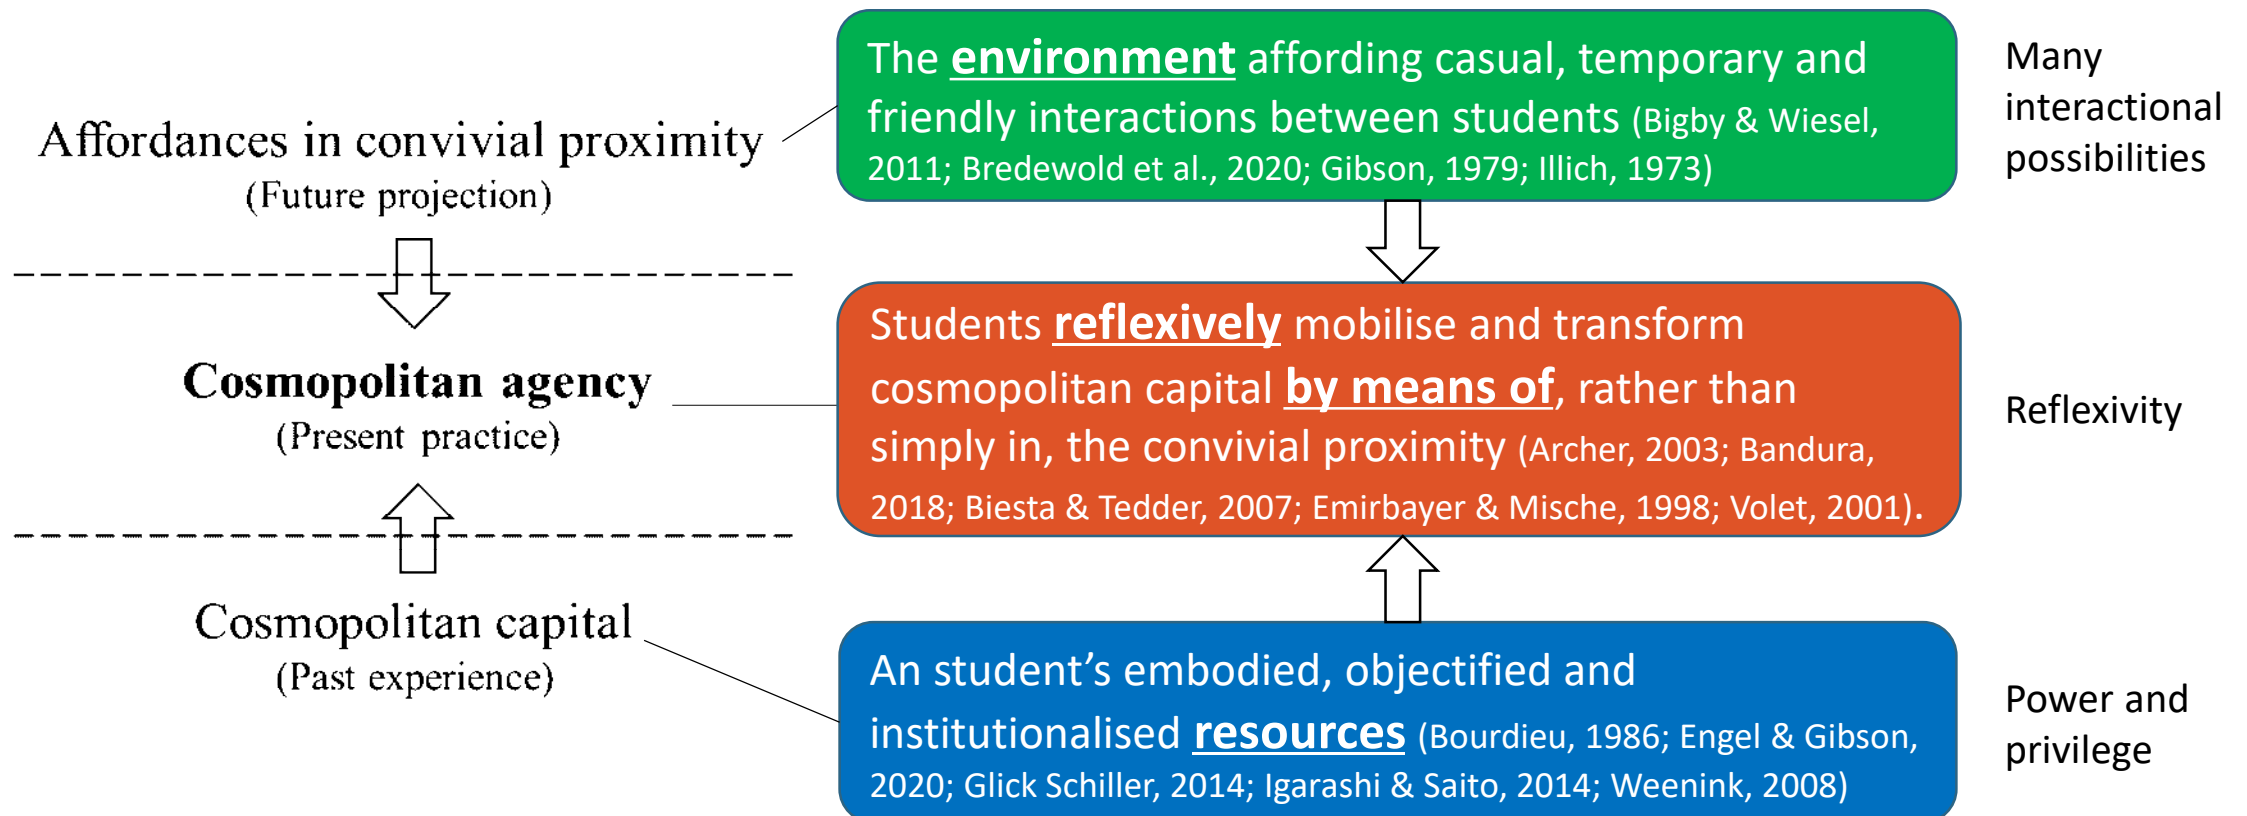 Affordances in convivial proximity
(Future projection)
Cosmopolitan agency
(Present practice)
Cosmopolitan capital
(Past experience)
The environment affording casual, temporary and
friendly interactions between students (Bigby & Wiesel,
2011; Bredewold et al., 2020; Gibson, 1979; Illich, 1973)
Students reflexively mobilise and transform
cosmopolitan capital by means of, rather than
simply in, the convivial proximity (Archer, 2003; Bandura,
2018; Biesta & Tedder, 2007; Emirbayer & Mische, 1998; Volet, 2001).
An student’s embodied, objectified and
institutionalised resources (Bourdieu, 1986; Engel & Gibson,
2020; Glick Schiller, 2014; Igarashi & Saito, 2014; Weenink, 2008)
Many
interactional
possibilities
Reflexivity
Power and
privilege